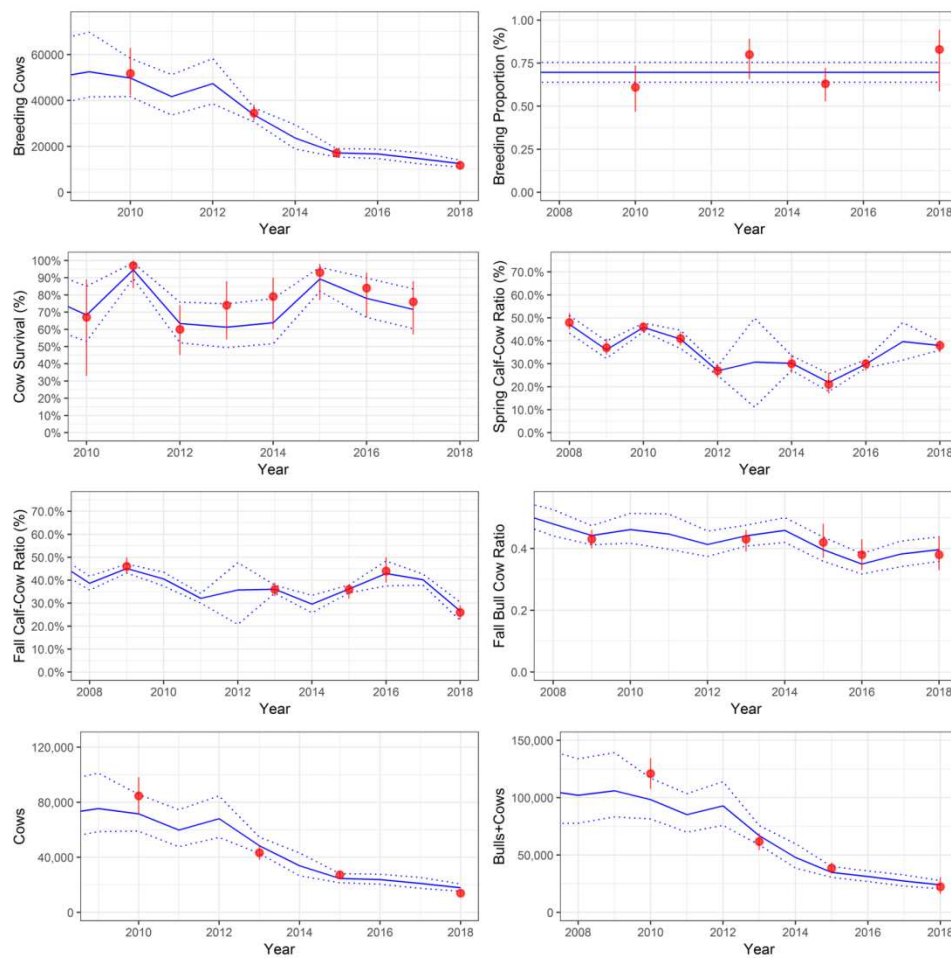 Breeding Cows
60000
40000
20000
0
2010 2012 2014 2016 2018
Year
Breeding Proportion (%)
1.00
0.75
0.50
0.25
0.00
2008 2010 2012 2014 2016 2018
Year
Cow Survival (%)
100%
90%
80%
70%
60%
50%
40%
30%
20%
10%
0%
2010 2012 2014 2016 2018
Year
Spring Calf-Cow Ratio (%)
70.0%
60.0%
50.0%
40.0%
30.0%
20.0%
10.0%
0.0%
2008 2010 2012 2014 2016 2018
Year
Fall Calf-Cow Ratio (%)
70.0%
60.0%
50.0%
40.0%
30.0%
20.0%
10.0%
0.0%
2008 2010 2012 2014 2016 2018
Year
Fall Bull Cow Ratio
0.4
0.2
0.0
2008 2010 2012 2014 2016 2018
Year
Cows
120,000
80,000
40,000
0
2010 2012 2014 2016 2018
Year
Bulls+Cows
150,000
100,000
50,000
0
2008 2010 2012 2014 2016 2018
Year